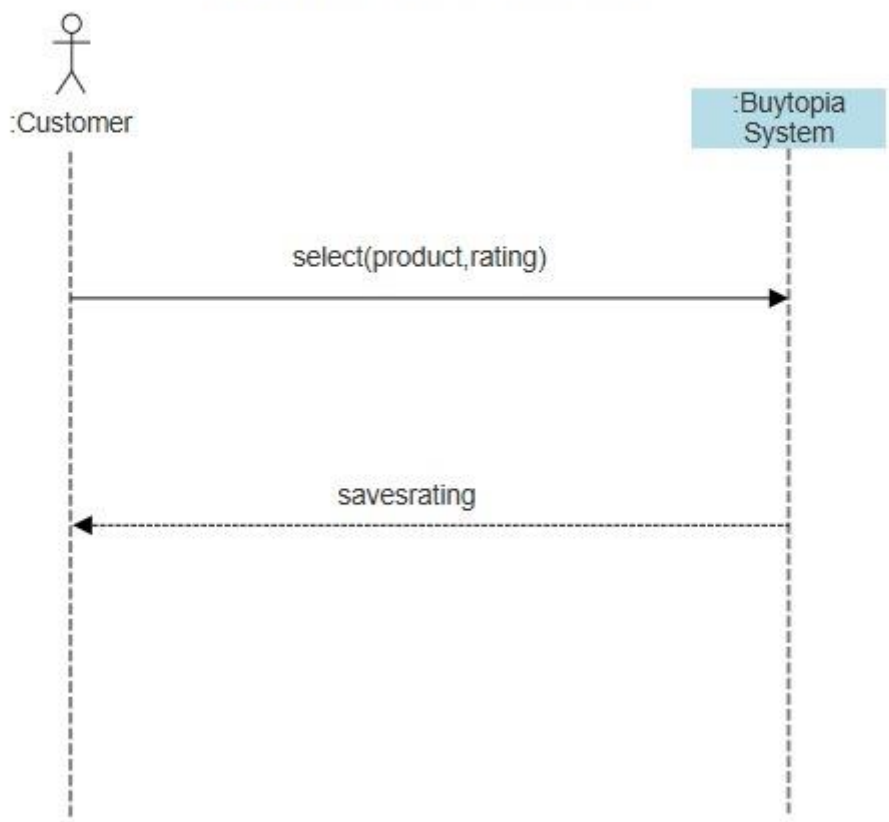 :Customer
:Buytopia
System
select(product,rating)
savesrating